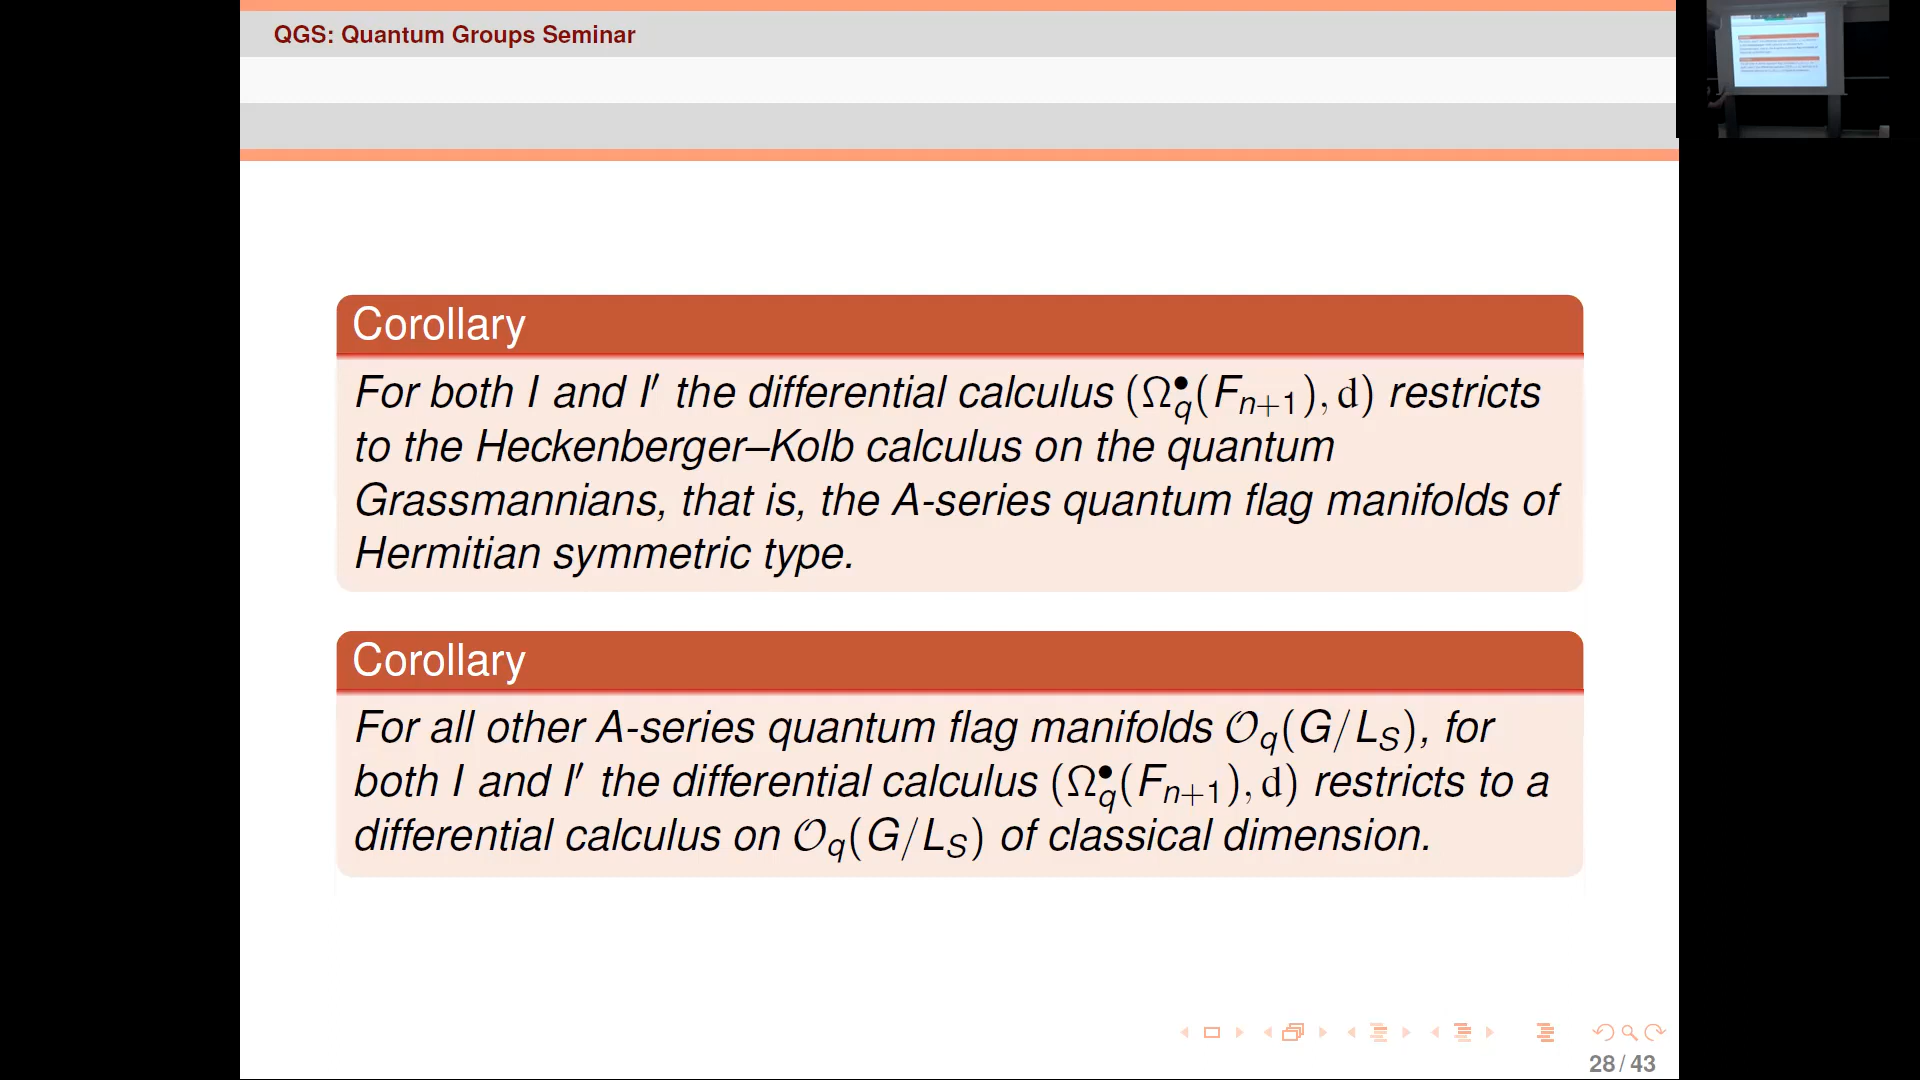 QGS: Quantum Groups Seminar
Corollary
For both I and I′ the differential calculus (Ω•q(Fn+1), d) restricts
to the Heckenberger–Kolb calculus on the quantum
Grassmannians, that is, the A-series quantum flag manifolds of
Hermitian symmetric type.
Corollary
For all other A-series quantum flag manifolds 𝒪q(G/LS), for
both I and I′ the differential calculus (Ω•q(Fn+1), d) restricts to a
differential calculus on 𝒪q(G/LS) of classical dimension.
28 / 43